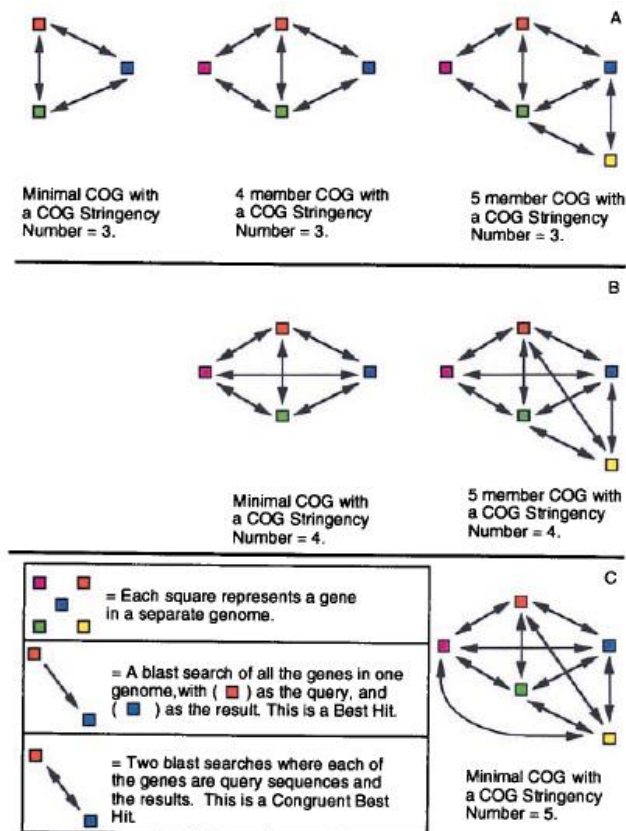 A
Minimal COG with
a COG Stringency
Number = 3.
4 member COG with
a COG Stringency
Number = 3.
5 member COG with
a COG Stringency
Number = 3.
B
Minimal COG with
a COG Stringency
Number = 4.
5 member COG with
a COG Stringency
Number = 4.
= Each square represents a gene
in a separate genome.
= A blast search of all the genes in one
genome,with ( ) as the query, and
( ) as the result. This is a Best Hit.
= Two blast searches where each of
the genes are query sequences and
the results. This is a Congruent Best
Hit.
C
Minimal COG with
a COG Stringency
Number = 5.